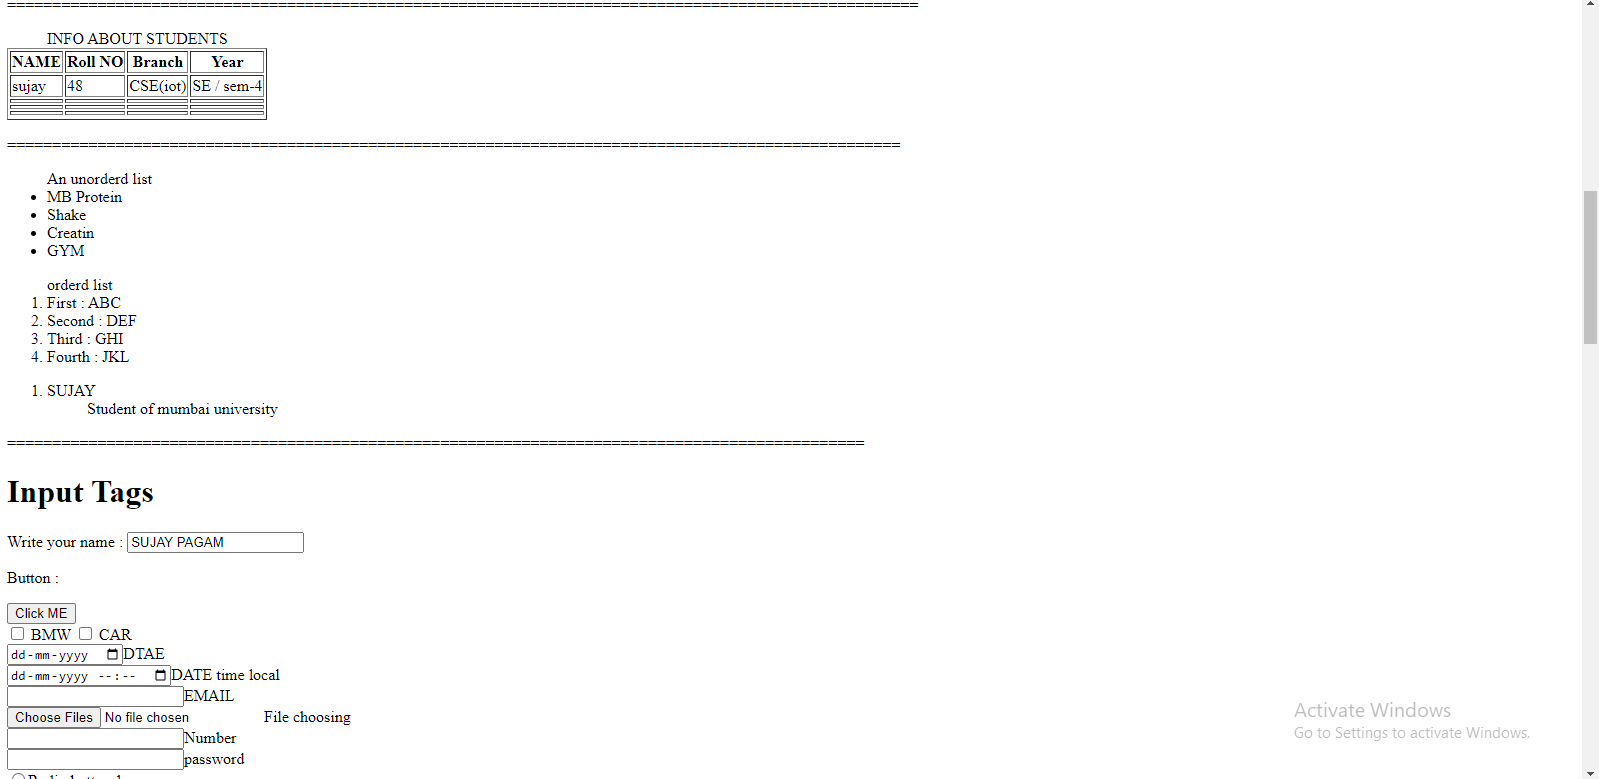 =====================================================================================================
INFO ABOUT STUDENTS
NAME Roll NO Branch Year
sujay 48 CSE(iot) SE / sem-4
===================================================================================================
An unorderd list
• MB Protein
• Shake
• Creatin
• GYM
orderd list
1. First : ABC
2. Second : DEF
3. Third : GHI
4. Fourth : JKL
1. SUJAY
Student of mumbai university
===============================================================================================
Input Tags
Write your name : SUJAY PAGAM
Button :
Click ME
BMW CAR
dd-mm-yyyy DTAE
dd-mm-yyyy --:-- DATE time local
EMAIL
Choose Files No file chosen File choosing
Number
password
Activate Windows
Go to Settings to activate Windows.